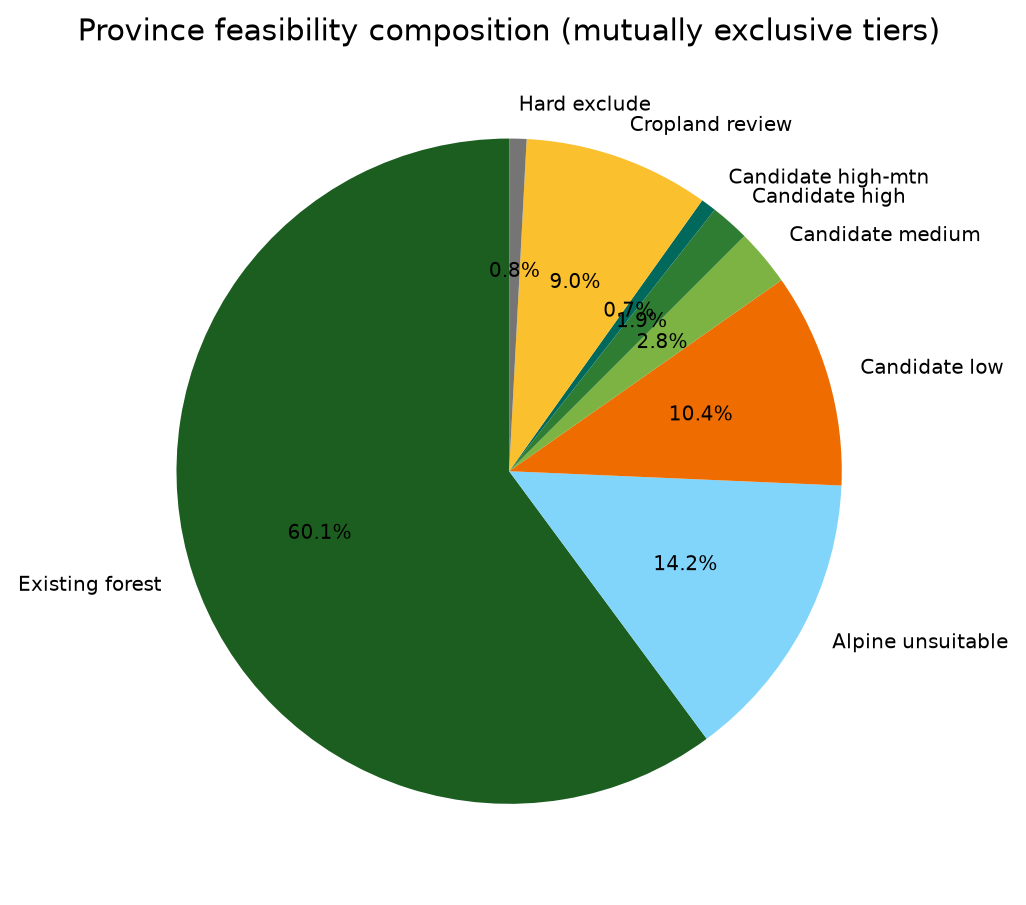 Province feasibility composition (mutually exclusive tiers)
Hard exclude
Cropland review
Candidate high-mtn
Candidate high
Candidate medium
0.8%
9.0%
0.7%
1.9%
2.8%
Candidate low
10.4%
60.1%
14.2%
Existing forest
Alpine unsuitable